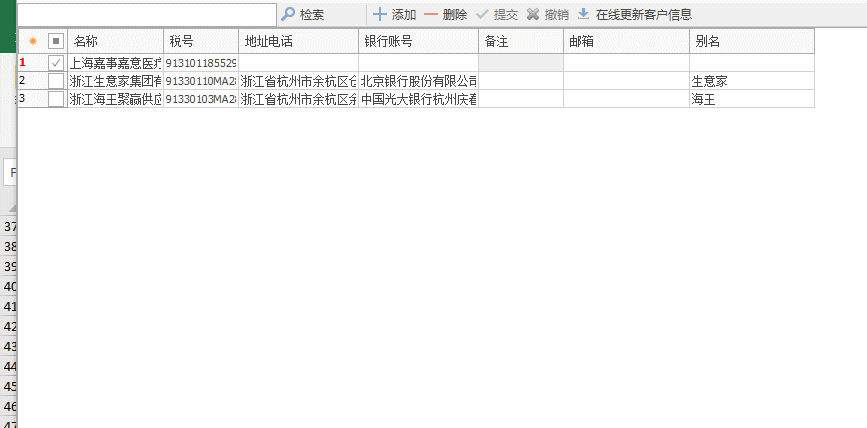 检索 添加 删除 提交 撤销 在线更新客户信息
名称 税号 地址电话 银行账号 备注 邮箱 别名
1 上海嘉事嘉意医疗 913101185529
2 浙江生意家集团有 91330110MA28 浙江省杭州市余杭区仓 北京银行股份有限公司 生意家
3 浙江海王聚赢供应 91330103MA28 浙江省杭州市余杭区余 中国光大银行杭州庆春 海王
F
37
38
39
40
41
42
43
44
45
46
47